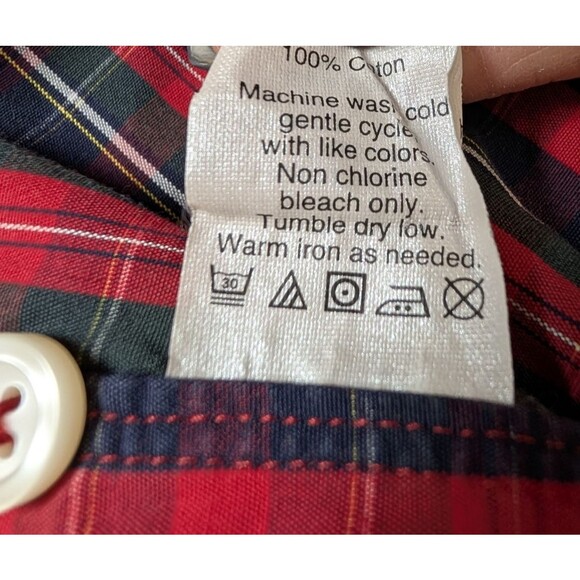 100% Cotton
Machine wash cold
gentle cycle
with like colors.
Non chlorine
bleach only.
Tumble dry low.
Warm iron as needed.
30